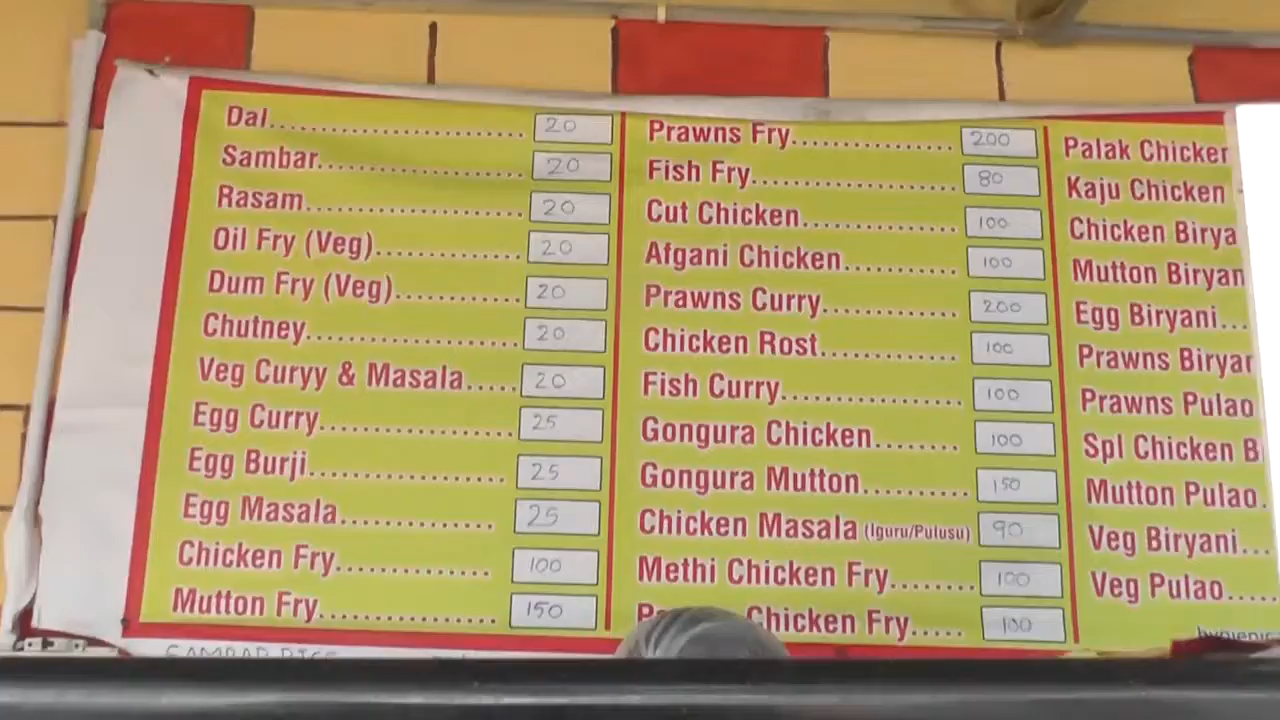 Dal............................ 20
Sambar...................... 20
Rasam....................... 20
Oil Fry (Veg)................ 20
Dum Fry (Veg)............. 20
Chutney...................... 20
Veg Curyy & Masala..... 20
Egg Curry.................... 25
Egg Burji..................... 25
Egg Masala................ 25
Chicken Fry................ 100
Mutton Fry.................. 150
Prawns Fry................. 200
Fish Fry...................... 80
Cut Chicken................ 100
Afgani Chicken............ 100
Prawns Curry.............. 200
Chicken Rost.............. 100
Fish Curry................... 100
Gongura Chicken........ 100
Gongura Mutton.......... 150
Chicken Masala (Iguru/Pulusu) 90
Methi Chicken Fry....... 100
Chicken Fry..... 100
Palak Chicken
Kaju Chicken
Chicken Birya
Mutton Biryan
Egg Biryani...
Prawns Biryan
Prawns Pulao
Spl Chicken B
Mutton Pulao.
Veg Biryani...
Veg Pulao.....
SAMBAR RICE